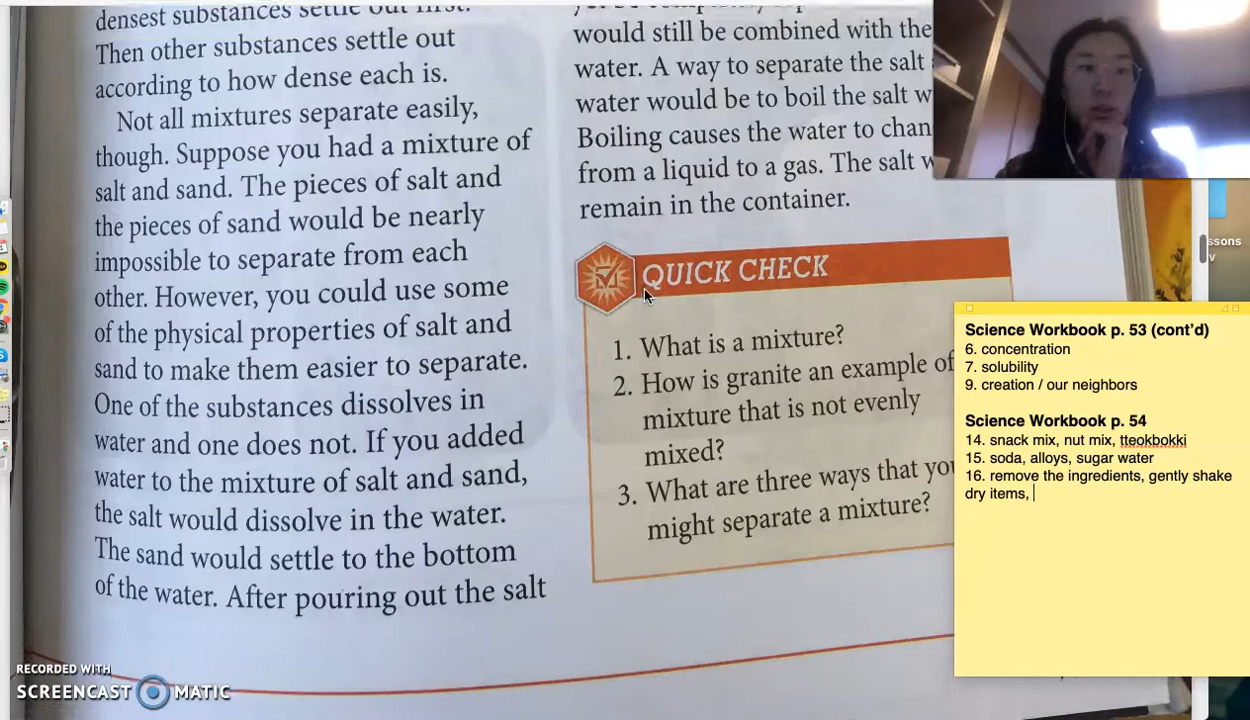 densest substances settle out first.
Then other substances settle out
according to how dense each is.
Not all mixtures separate easily,
though. Suppose you had a mixture of
salt and sand. The pieces of salt and
the pieces of sand would be nearly
impossible to separate from each
other. However, you could use some
of the physical properties of salt and
sand to make them easier to separate.
One of the substances dissolves in
water and one does not. If you added
water to the mixture of salt and sand,
the salt would dissolve in the water.
The sand would settle to the bottom
of the water. After pouring out the salt
would still be combined with the
water. A way to separate the salt
water would be to boil the salt w
Boiling causes the water to chan
from a liquid to a gas. The salt w
remain in the container.
QUICK CHECK
1. What is a mixture?
2. How is granite an example of
mixture that is not evenly
mixed?
3. What are three ways that you
might separate a mixture?
Science Workbook p. 53 (cont'd)
6. concentration
7. solubility
9. creation / our neighbors
Science Workbook p. 54
14. snack mix, nut mix, tteokbokki
15. soda, alloys, sugar water
16. remove the ingredients, gently shake
dry items,
ssons
RECORDED WITH
SCREENCAST MATIC